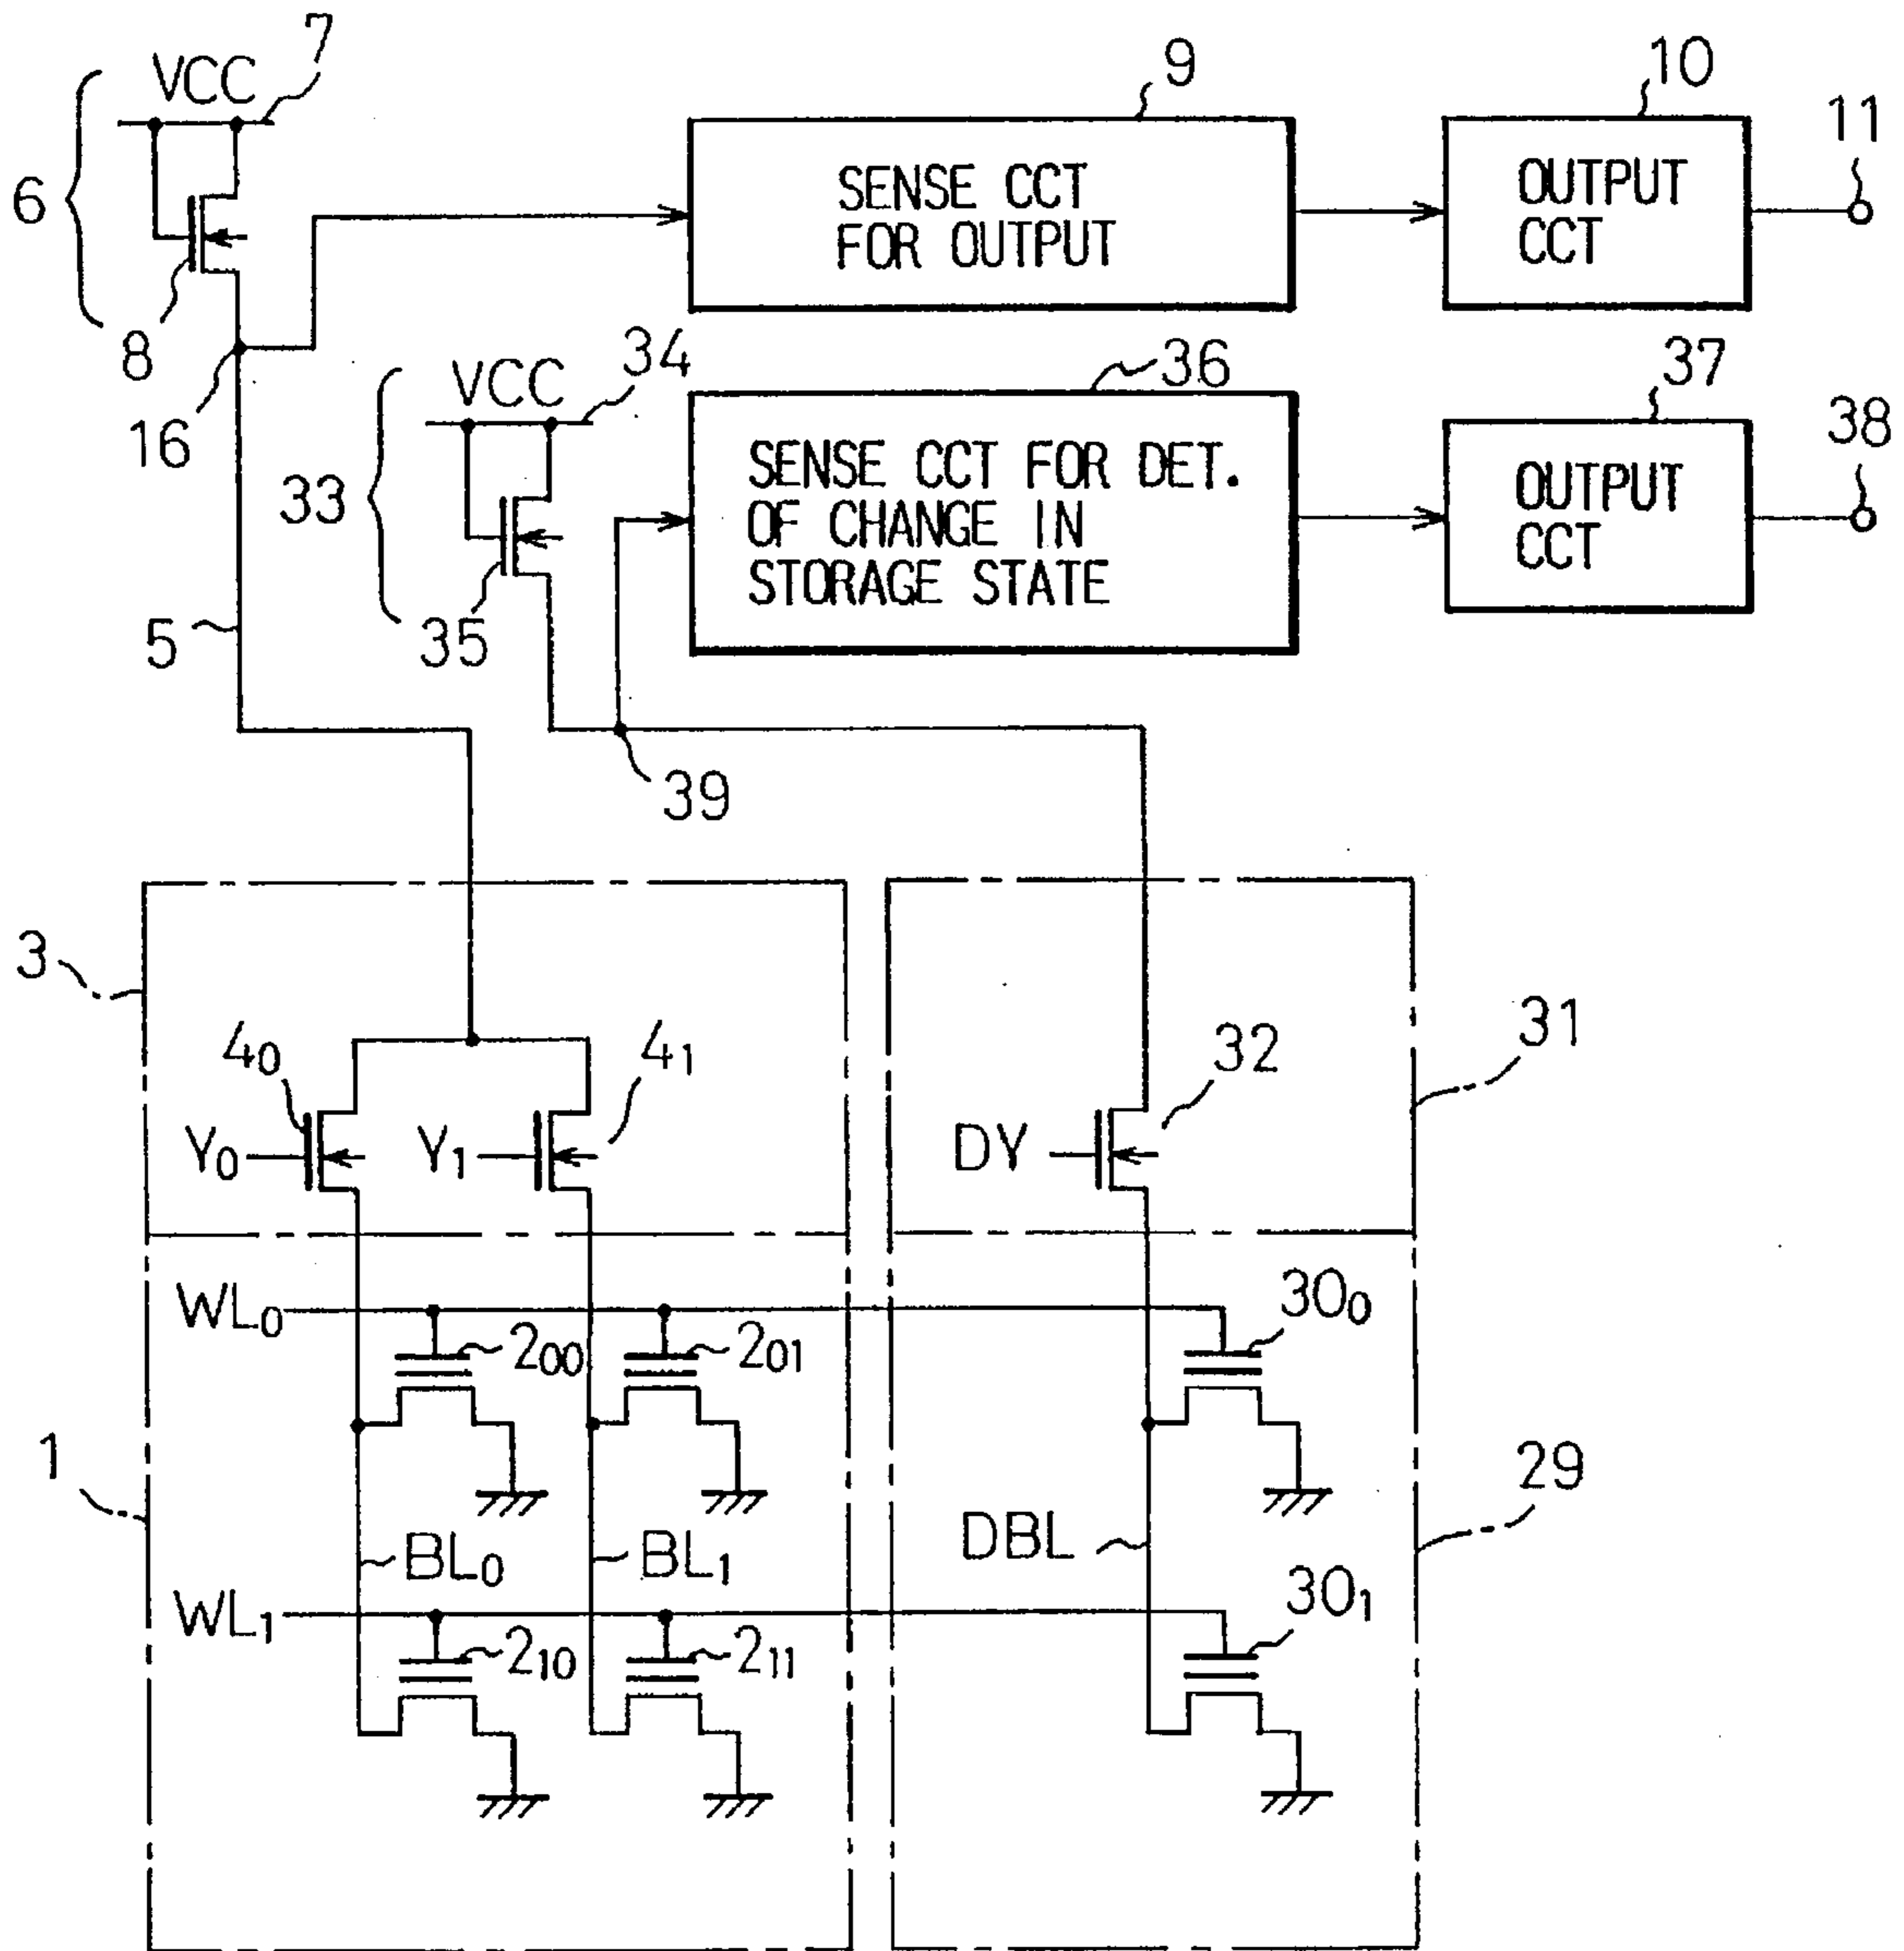 7
VCC
9
10
11
6
SENSE CCT
FOR OUTPUT
OUTPUT
CCT
8
34
36
37
VCC
38
16
33
SENSE CCT FOR DET.
OF CHANGE IN
STORAGE STATE
OUTPUT
CCT
5
35
39
3
31
4₀
4₁
32
Y₀
Y₁
DY
WL₀
30₀
2₀₀
2₀₁
1
29
BL₀
BL₁
DBL
WL₁
30₁
2₁₀
2₁₁